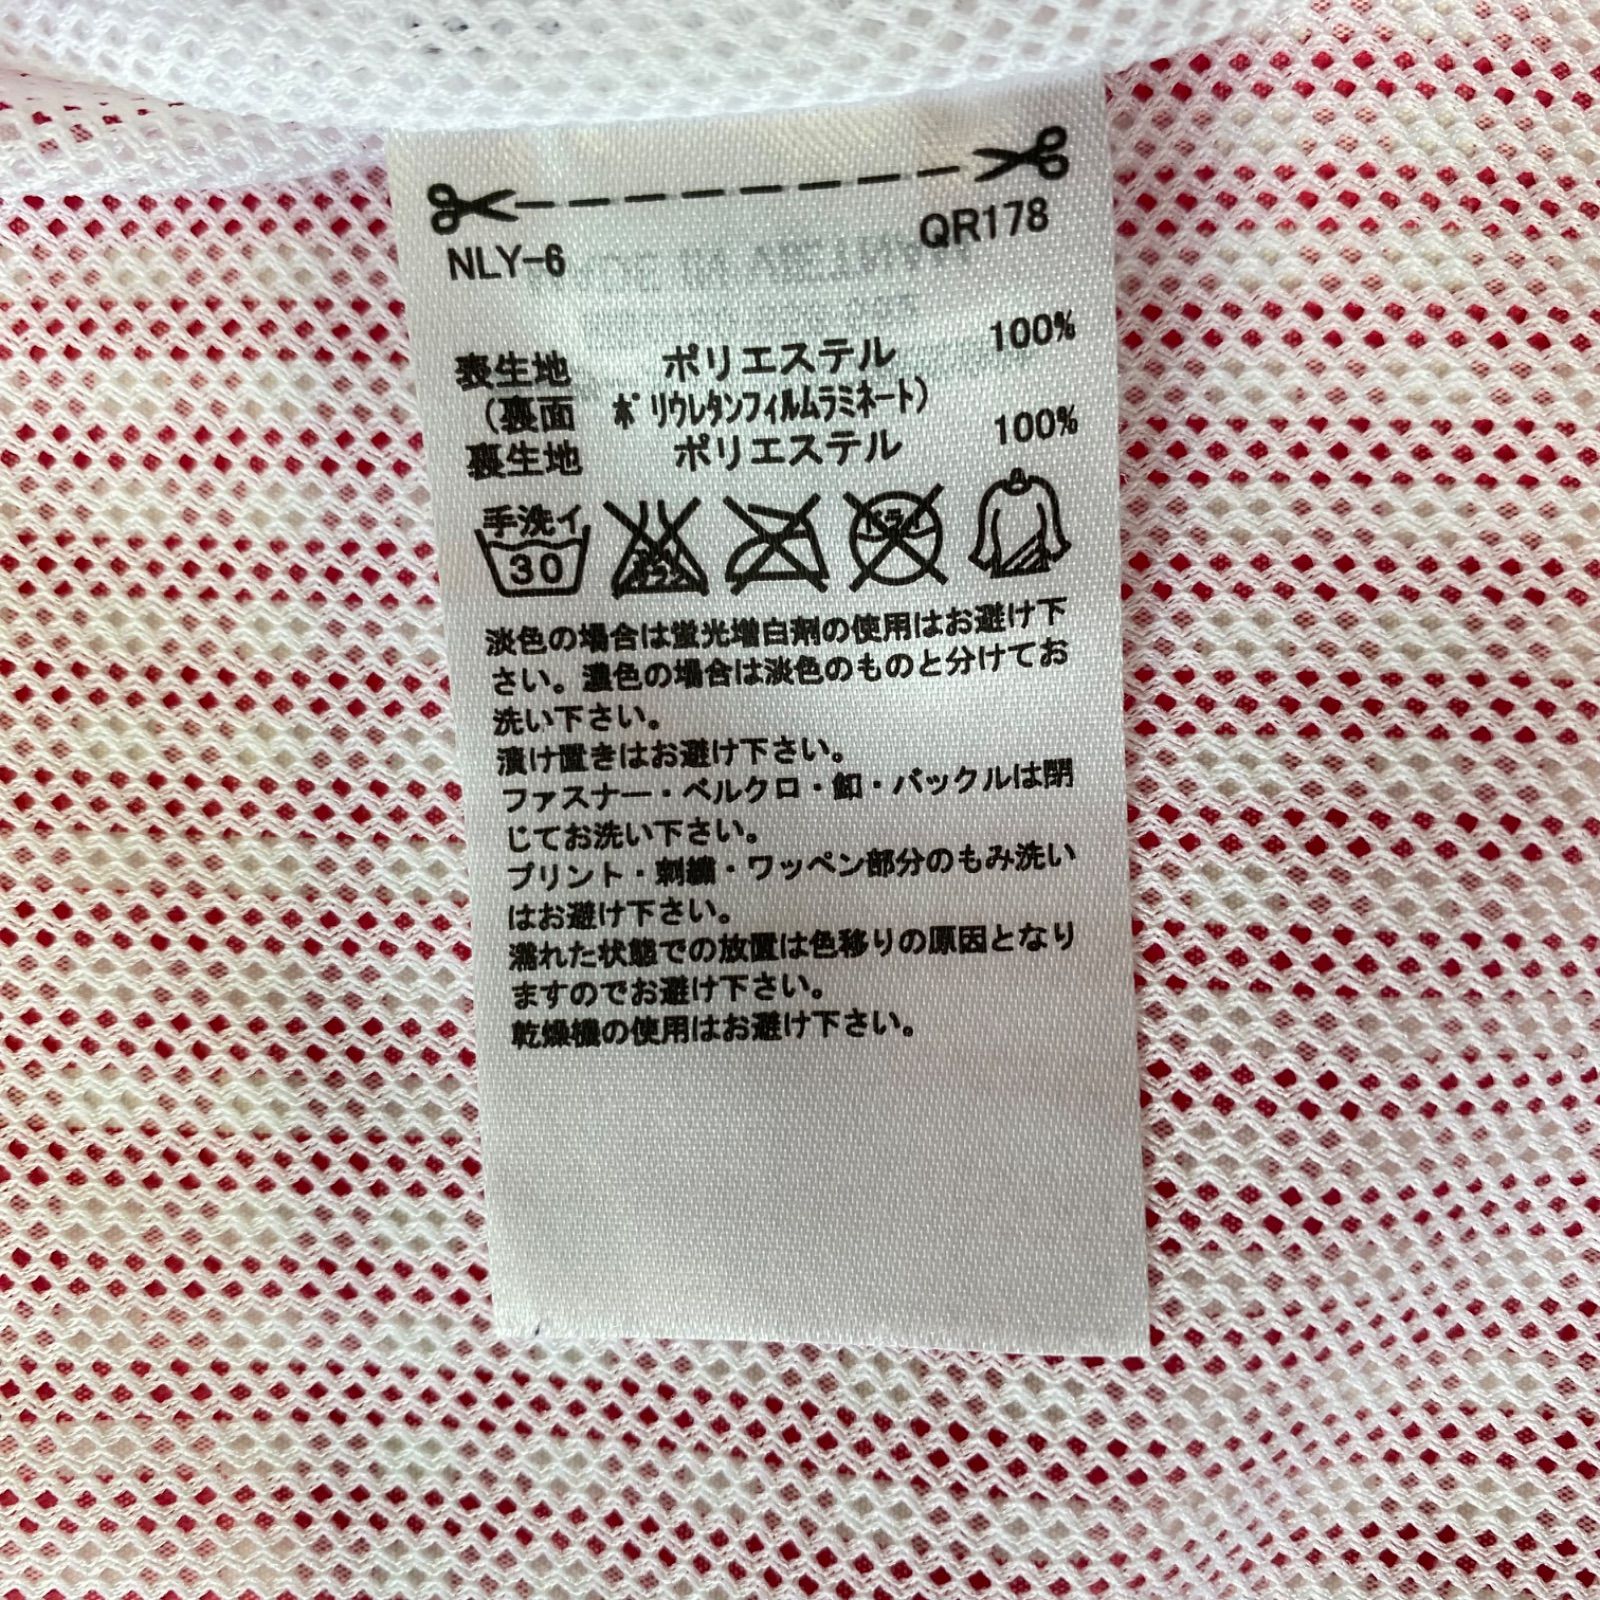 NLY-6 QR178
表生地 ポリエステル 100%
(裏面 ポリウレタンフィルムラミネート)
裏生地 ポリエステル 100%
手洗イ
30
淡色の場合は蛍光増白剤の使用はお避け下
さい。濃色の場合は淡色のものと分けてお
洗い下さい。
漬け置きはお避け下さい。
ファスナー・ベルクロ・釦・バックルは閉
じてお洗い下さい。
プリント・刺繍・ワッペン部分のもみ洗い
はお避け下さい。
濡れた状態での放置は色移りの原因となり
ますのでお避け下さい。
乾燥機の使用はお避け下さい。